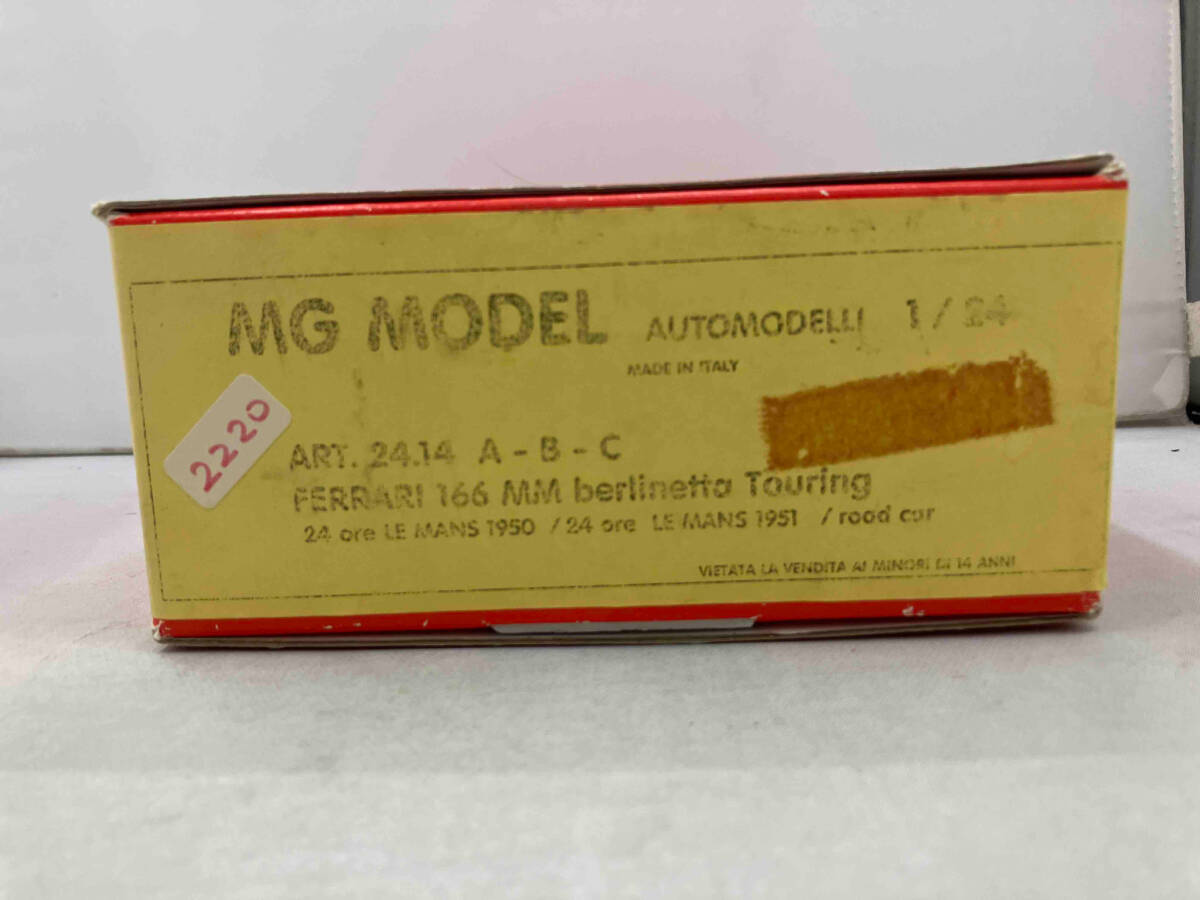 MG MODEL AUTOMODELLI 1/24
MADE IN ITALY
2220
ART. 24.14 A - B - C
FERRARI 166 MM berlinetta Touring
24 ore LE MANS 1950 / 24 ore LE MANS 1951 / road car
VIETATA LA VENDITA AI MINORI DI 14 ANNI